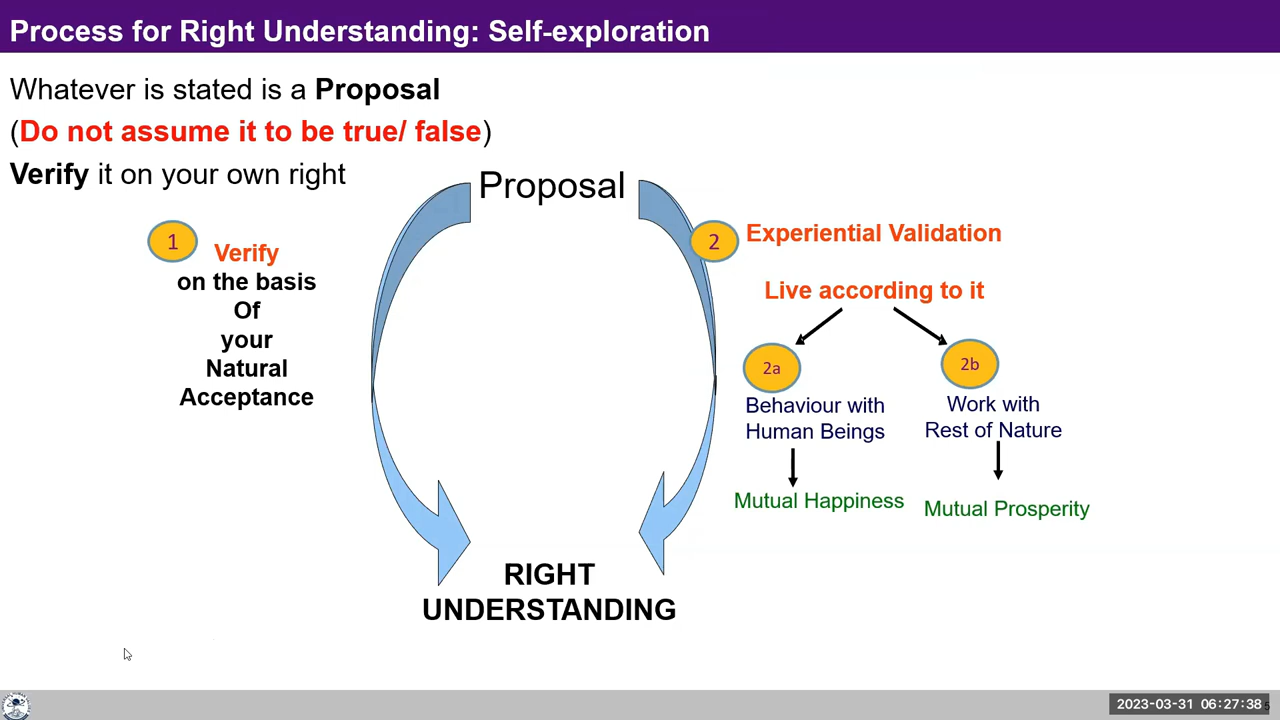 Process for Right Understanding: Self-exploration
Whatever is stated is a Proposal
(Do not assume it to be true/ false)
Verify it on your own right
Proposal
1
Verify
on the basis
Of
your
Natural
Acceptance
2
Experiential Validation
Live according to it
2a
Behaviour with
Human Beings
Mutual Happiness
2b
Work with
Rest of Nature
Mutual Prosperity
RIGHT
UNDERSTANDING
2023-03-31 06:27:38
5